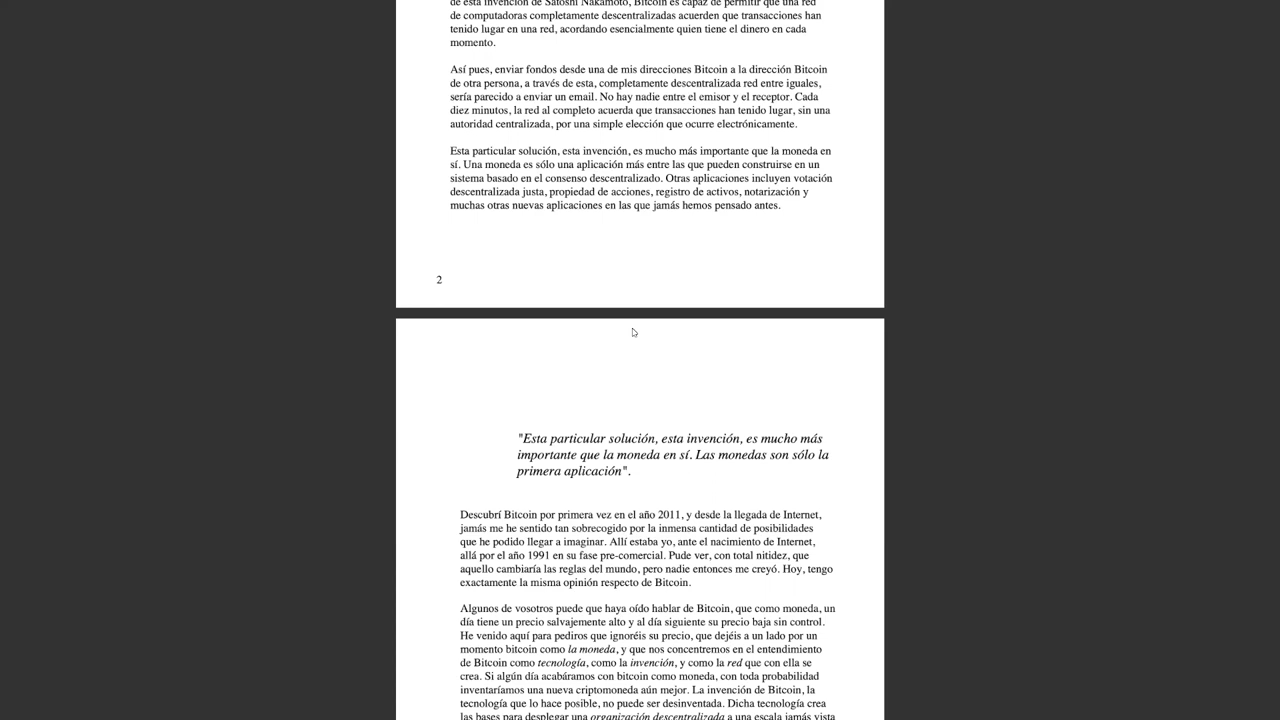 de esta invención de Satoshi Nakamoto, Bitcoin es capaz de permitir que una red
de computadoras completamente descentralizadas acuerden que transacciones han
tenido lugar en una red, acordando esencialmente quien tiene el dinero en cada
momento.
Así pues, enviar fondos desde una de mis direcciones Bitcoin a la dirección Bitcoin
de otra persona, a través de esta, completamente descentralizada red entre iguales,
sería parecido a enviar un email. No hay nadie entre el emisor y el receptor. Cada
diez minutos, la red al completo acuerda que transacciones han tenido lugar, sin una
autoridad centralizada, por una simple elección que ocurre electrónicamente.
Esta particular solución, esta invención, es mucho más importante que la moneda en
sí. Una moneda es sólo una aplicación más entre las que pueden construirse en un
sistema basado en el consenso descentralizado. Otras aplicaciones incluyen votación
descentralizada justa, propiedad de acciones, registro de activos, notarización y
muchas otras nuevas aplicaciones en las que jamás hemos pensado antes.
2
"Esta particular solución, esta invención, es mucho más
importante que la moneda en sí. Las monedas son sólo la
primera aplicación".
Descubrí Bitcoin por primera vez en el año 2011, y desde la llegada de Internet,
jamás me he sentido tan sobrecogido por la inmensa cantidad de posibilidades
que he podido llegar a imaginar. Allí estaba yo, ante el nacimiento de Internet,
allá por el año 1991 en su fase pre-comercial. Pude ver, con total nitidez, que
aquello cambiaría las reglas del mundo, pero nadie entonces me creyó. Hoy, tengo
exactamente la misma opinión respecto de Bitcoin.
Algunos de vosotros puede que haya oído hablar de Bitcoin, que como moneda, un
día tiene un precio salvajemente alto y al día siguiente su precio baja sin control.
He venido aquí para pediros que ignoréis su precio, que dejéis a un lado por un
momento bitcoin como la moneda, y que nos concentremos en el entendimiento
de Bitcoin como tecnología, como la invención, y como la red que con ella se
crea. Si algún día acabáramos con bitcoin como moneda, con toda probabilidad
inventaríamos una nueva criptomoneda aún mejor. La invención de Bitcoin, la
tecnología que lo hace posible, no puede ser desinventada. Dicha tecnología crea
las bases para desplegar una organización descentralizada a una escala jamás vista